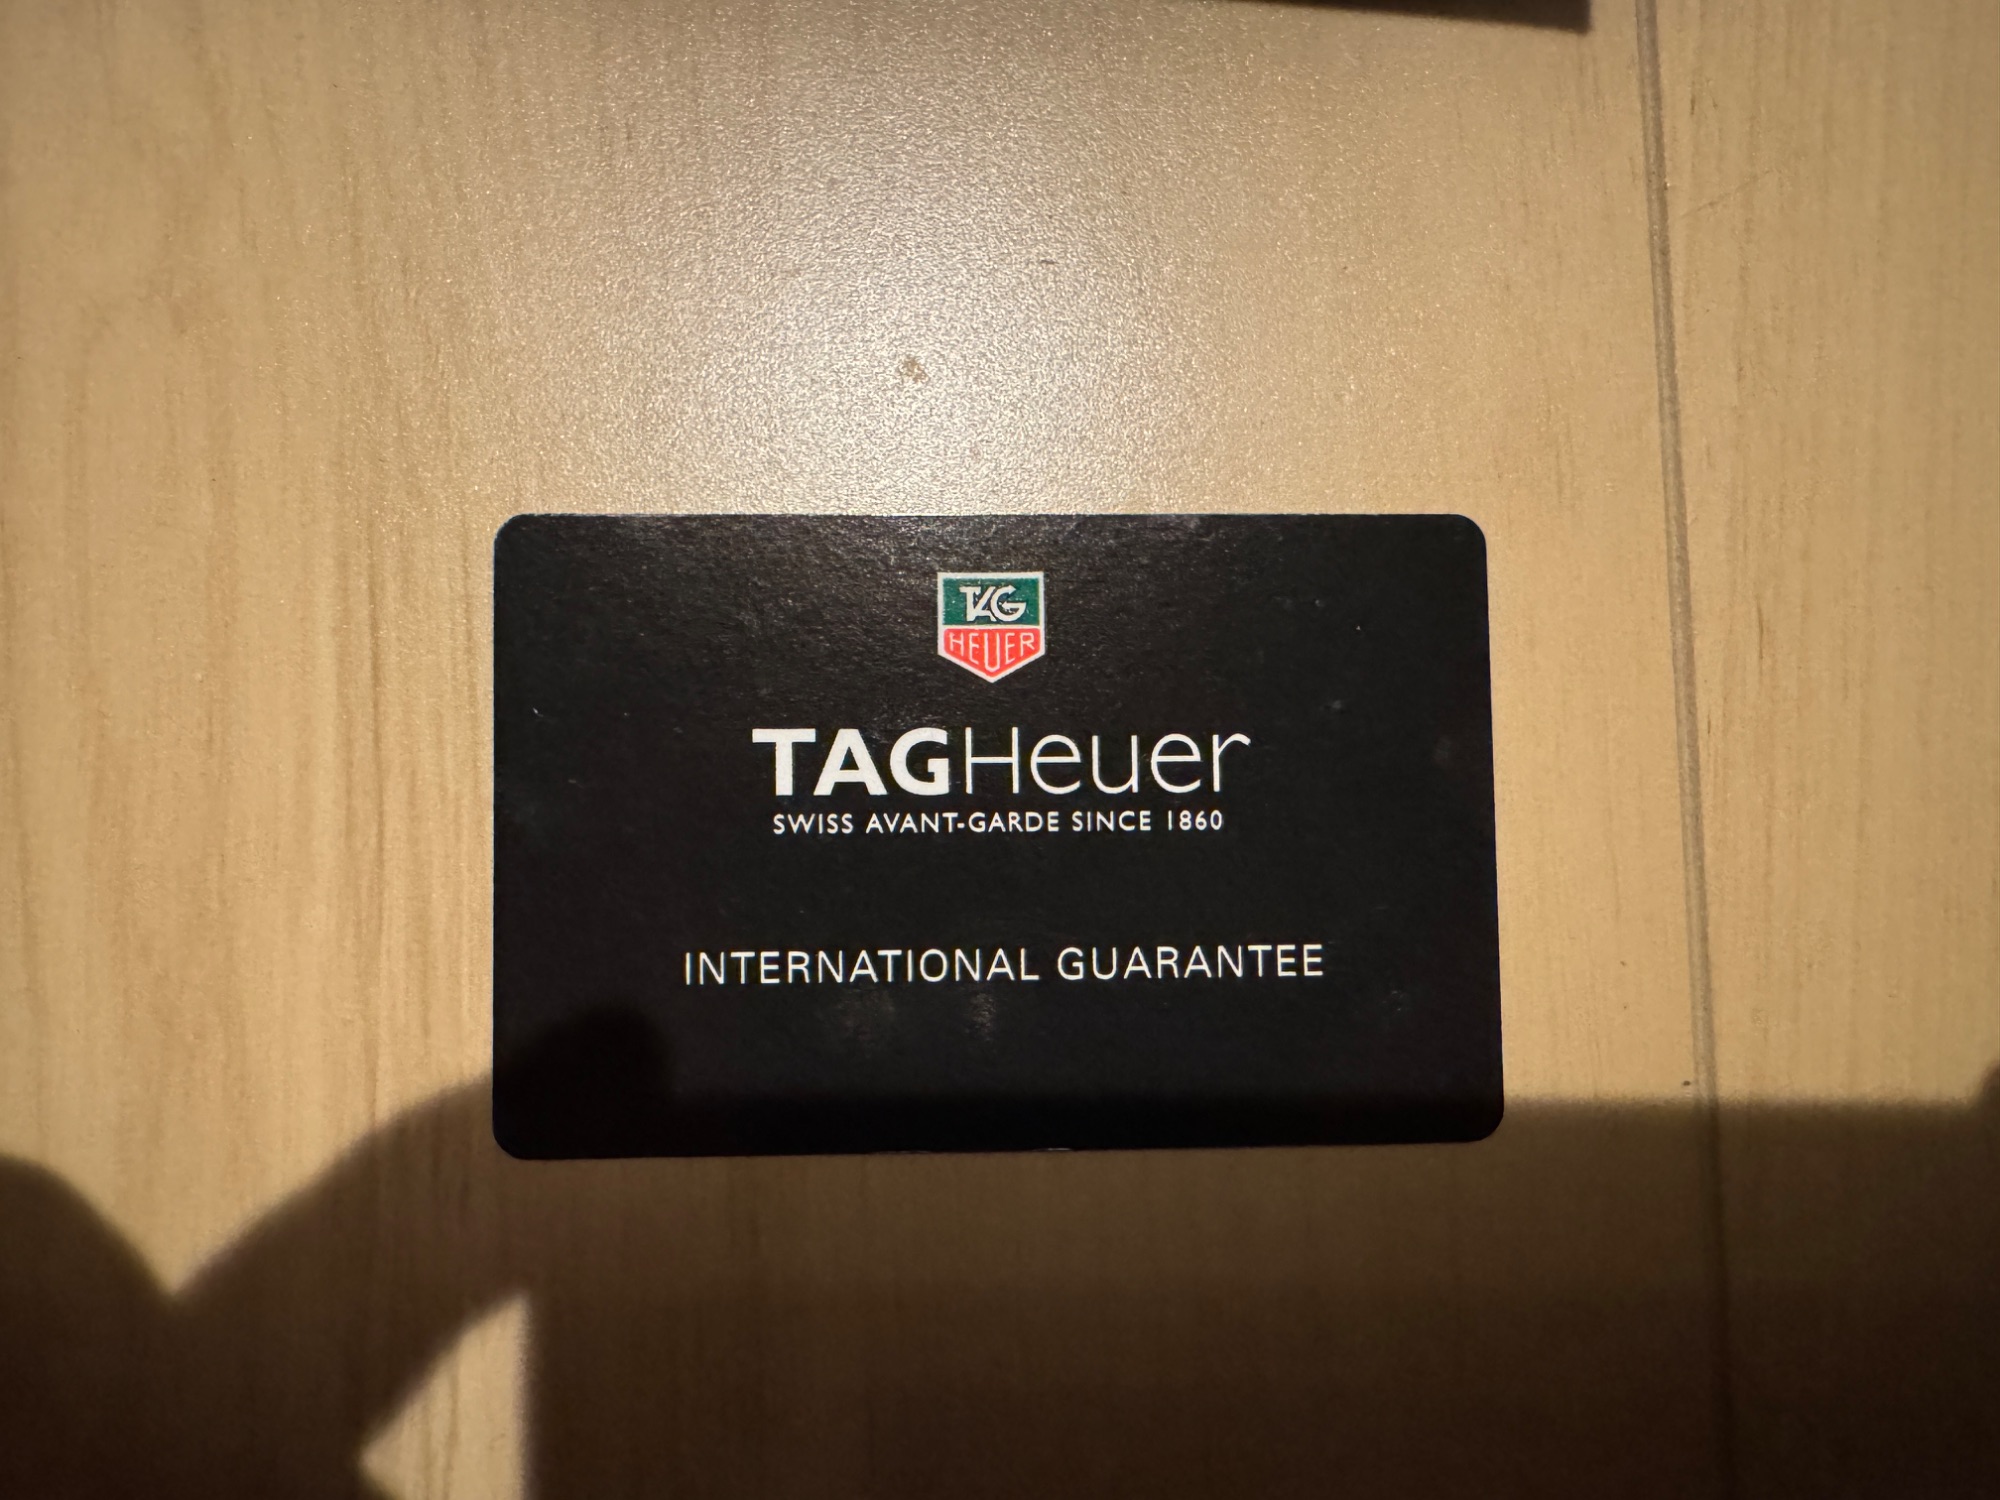 TAG
HEUER
TAGHeuer
SWISS AVANT-GARDE SINCE 1860
INTERNATIONAL GUARANTEE